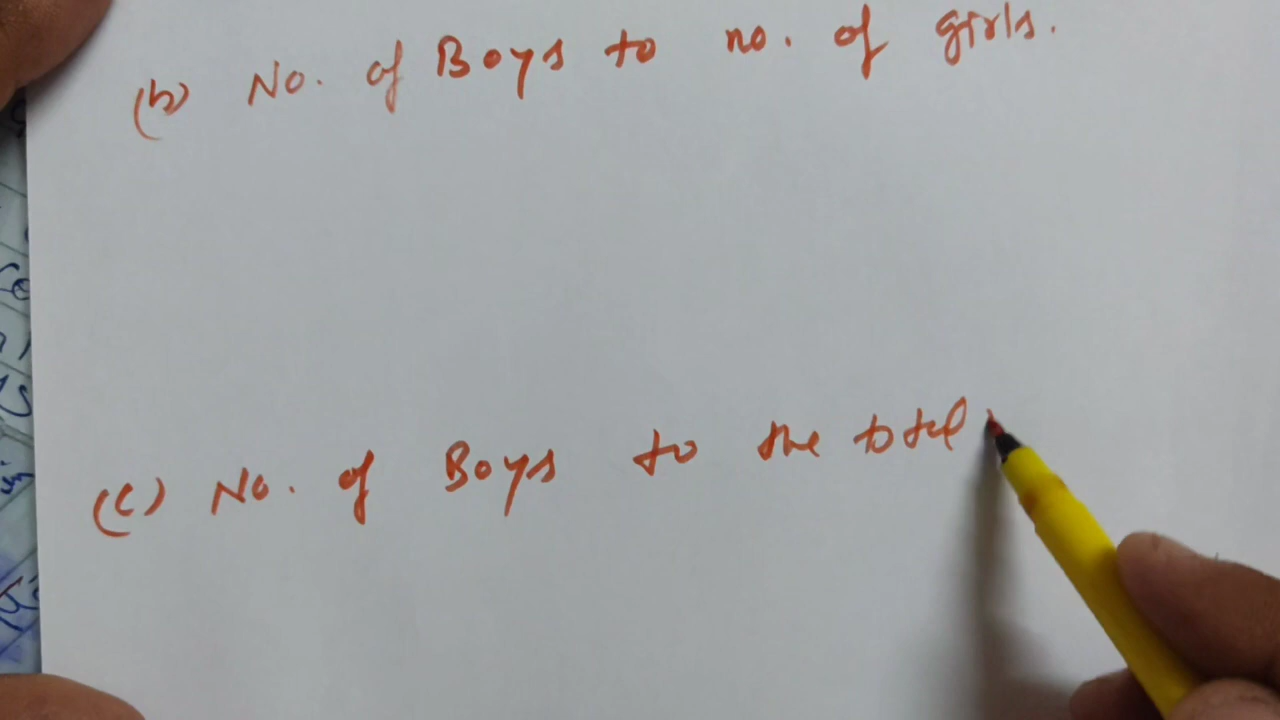 (b) No. of Boys to no. of girls.
(c) No. of Boys to the total